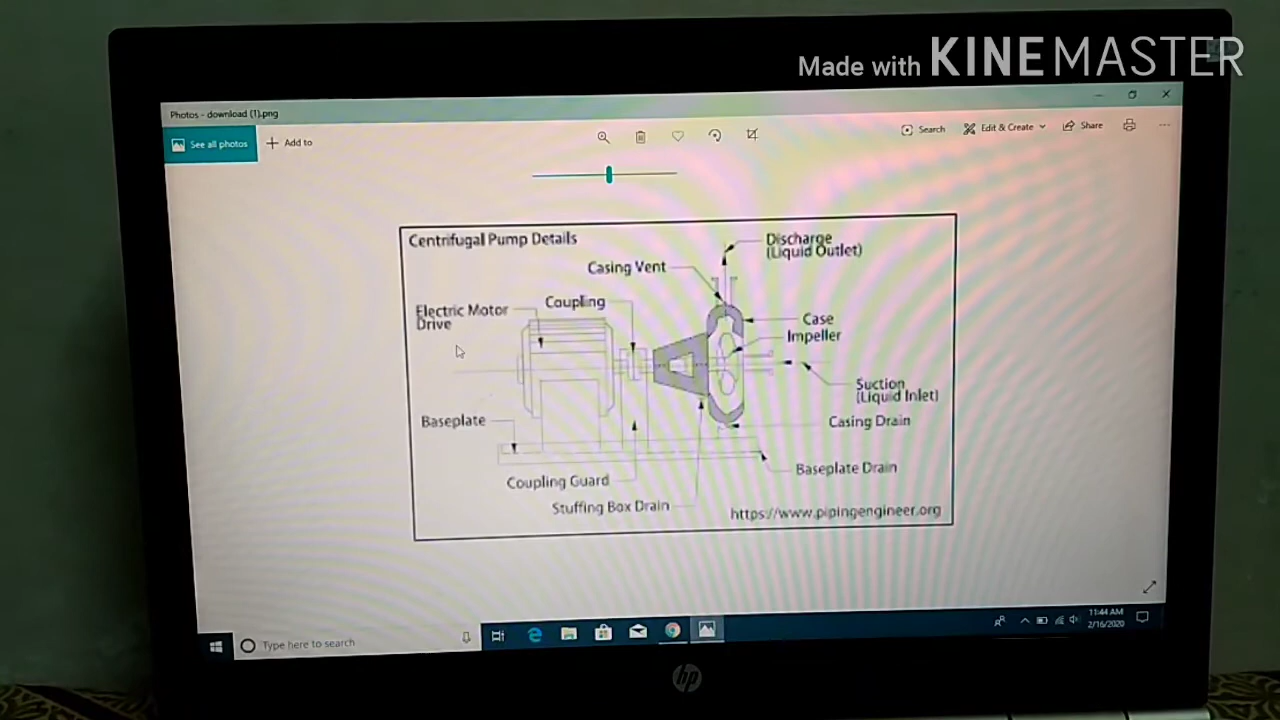 Made with KINEMASTER
Photos - download (1).png
See all photos
Add to
Search
Edit & Create
Share
Centrifugal Pump Details
Discharge
(Liquid Outlet)
Casing Vent
Electric Motor
Drive
Coupling
Case
Impeller
Suction
(Liquid Inlet)
Baseplate
Casing Drain
Baseplate Drain
Coupling Guard
Stuffing Box Drain
https://www.pipingengineer.org
Type here to search
11:44 AM
2/16/2020
hp